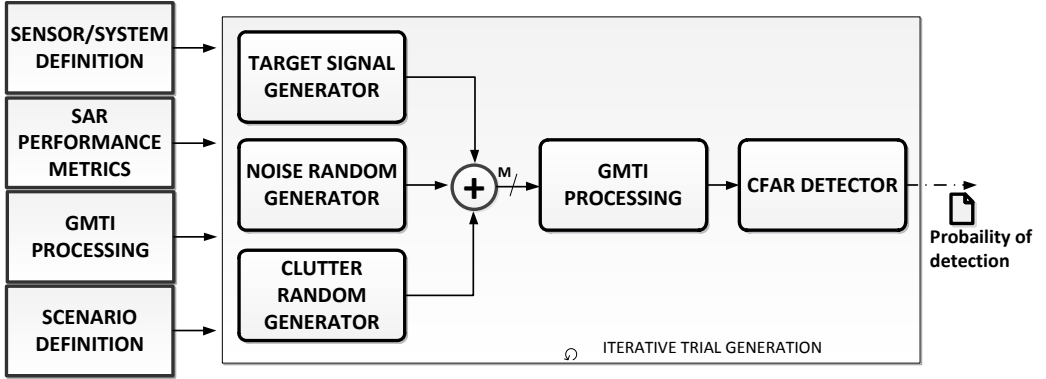 SENSOR/SYSTEM
DEFINITION
SAR
PERFORMANCE
METRICS
GMTI
PROCESSING
SCENARIO
DEFINITION
TARGET SIGNAL
GENERATOR
NOISE RANDOM
GENERATOR
CLUTTER
RANDOM
GENERATOR
+
M
GMTI
PROCESSING
CFAR DETECTOR
Probaility of
detection
ITERATIVE TRIAL GENERATION